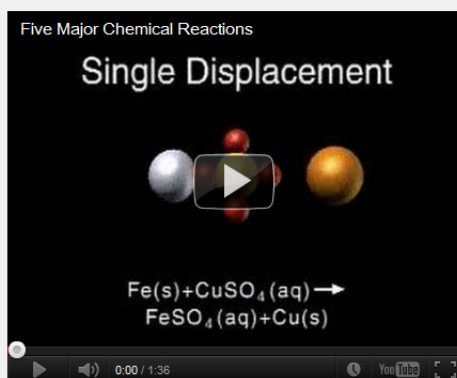 Five Major Chemical Reactions
Single Displacement
Fe(s)+CuSO₄(aq)→
FeSO₄(aq)+Cu(s)
0:00 / 1:36
YouTube